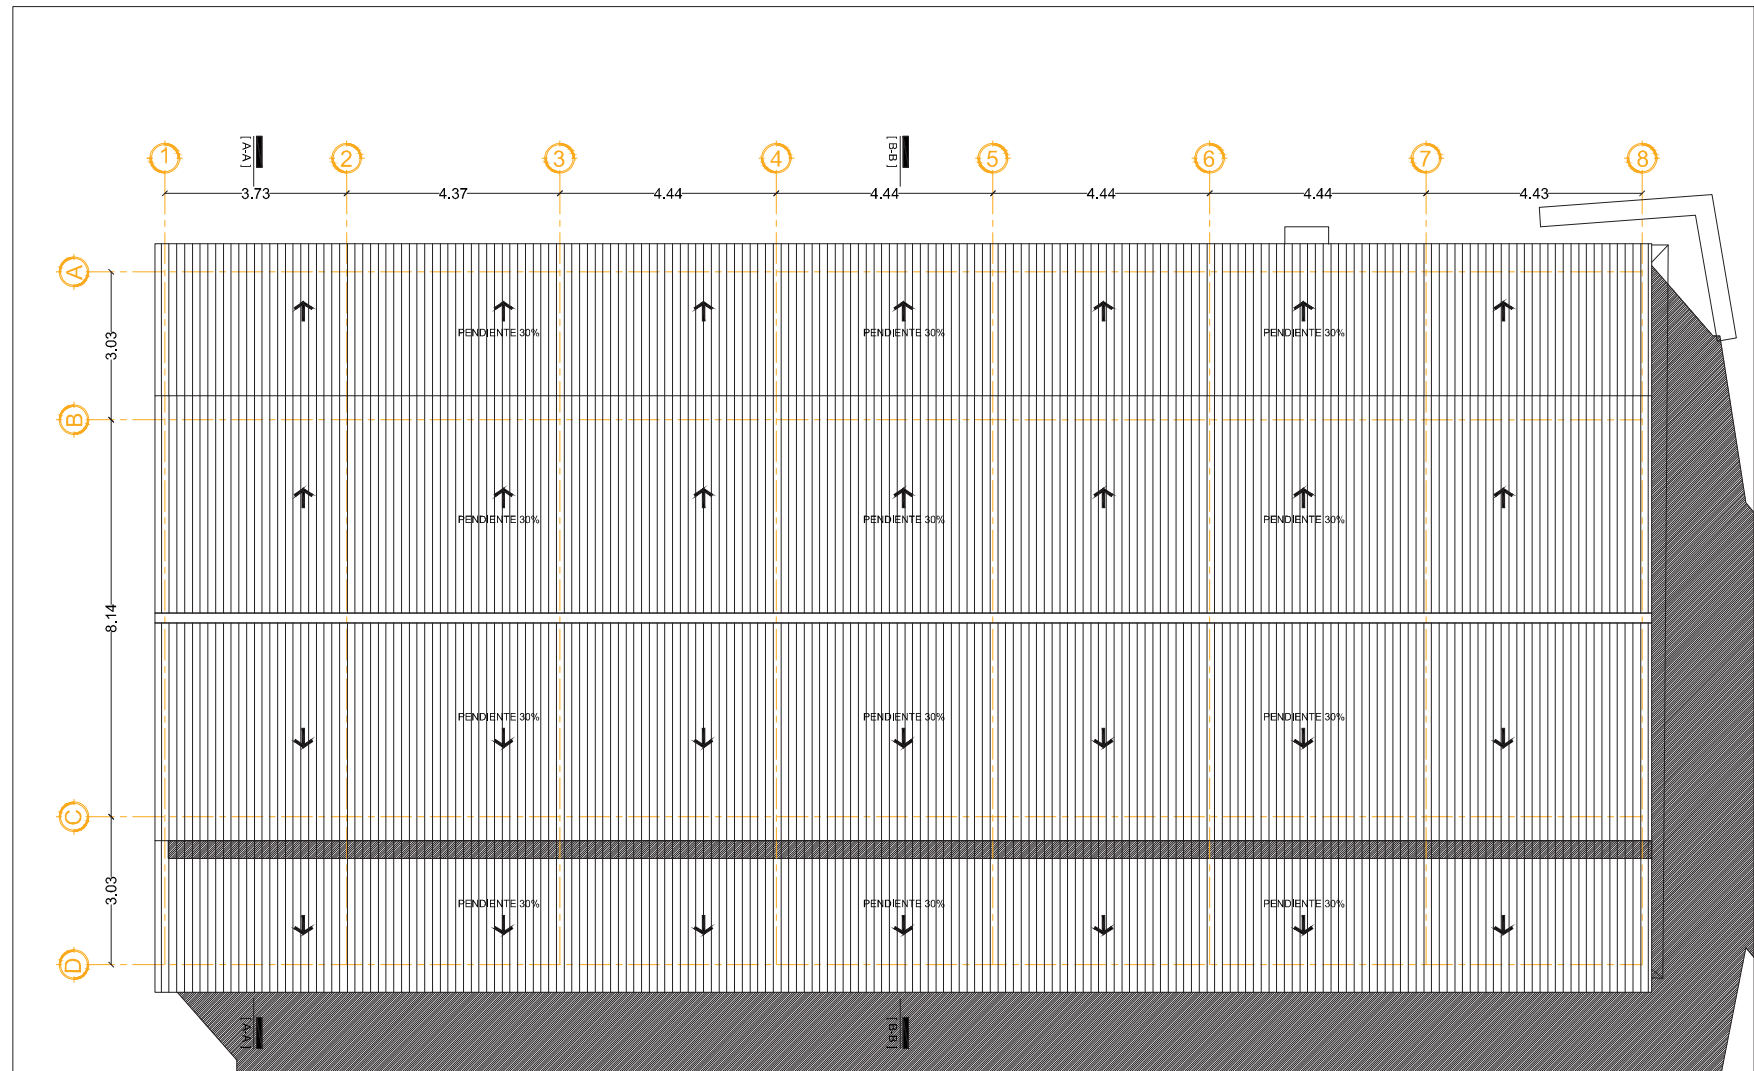 [ A-A ]
[ B-B ]
1
2
3
4
5
6
7
8
3.73
4.37
4.44
4.44
4.44
4.44
4.43
A
PENDIENTE 30%
PENDIENTE 30%
PENDIENTE 30%
3.03
B
PENDIENTE 30%
PENDIENTE 30%
PENDIENTE 30%
8.14
PENDIENTE 30%
PENDIENTE 30%
PENDIENTE 30%
C
3.03
PENDIENTE 30%
PENDIENTE 30%
PENDIENTE 30%
D
[ A-A ]
[ B-B ]